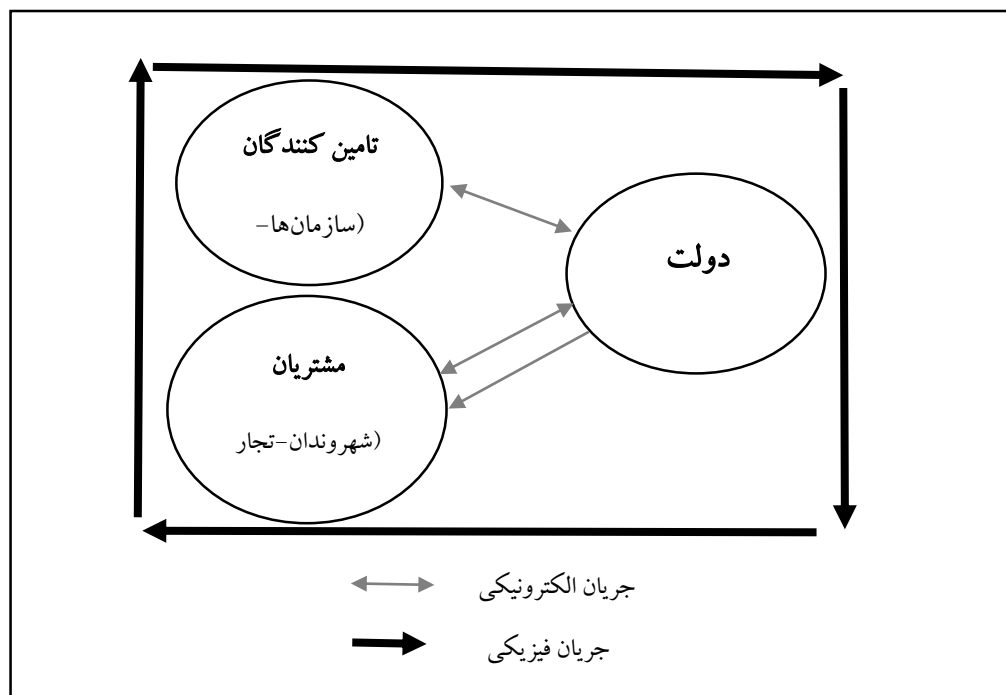 تامین کنندگان
(سازمان‌ها-
دولت
مشتریان
(شهروندان-تجار
جریان الکترونیکی
جریان فیزیکی